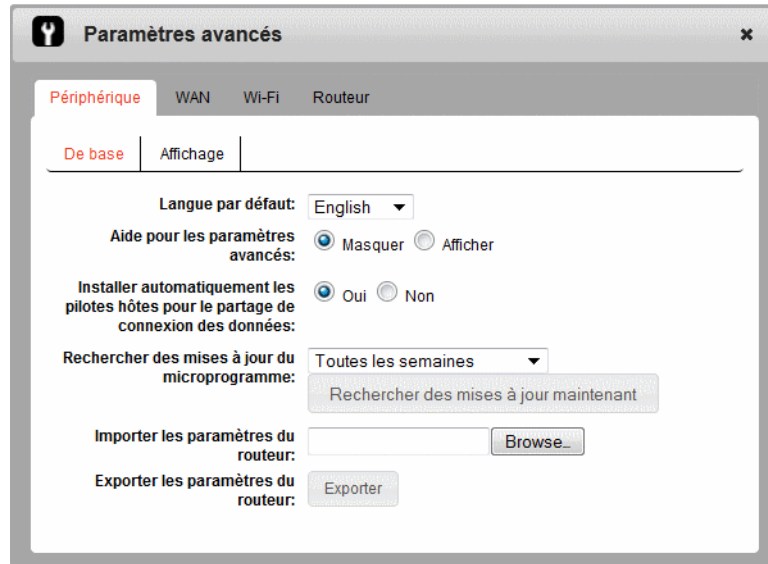 Paramètres avancés
Périphérique WAN Wi-Fi Routeur
De base Affichage
Langue par défaut: English
Aide pour les paramètres
avancés: Masquer Afficher
Installer automatiquement les
pilotes hôtes pour le partage de
connexion des données: Oui Non
Rechercher des mises à jour du
microprogramme: Toutes les semaines
Rechercher des mises à jour maintenant
Importer les paramètres du
routeur: Browse...
Exporter les paramètres du
routeur: Exporter